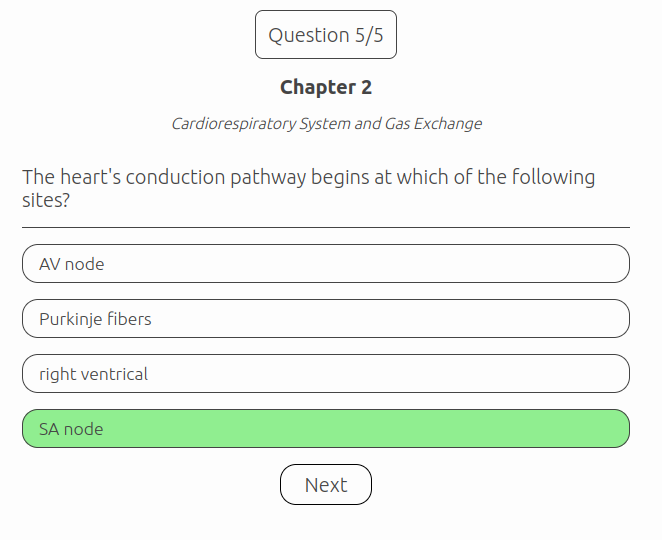 Question 5/5
Chapter 2
Cardiorespiratory System and Gas Exchange
The heart's conduction pathway begins at which of the following
sites?
AV node
Purkinje fibers
right ventrical
SA node
Next